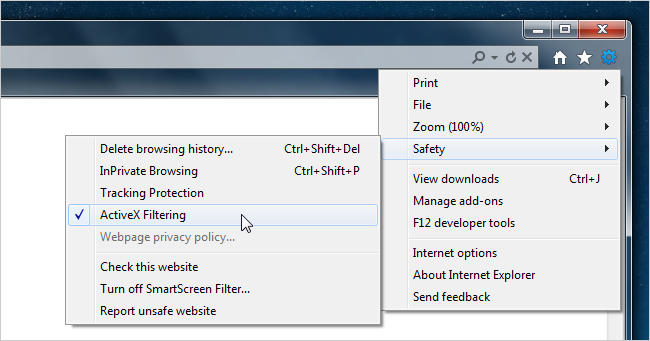 Print
File
Zoom (100%)
Safety
Delete browsing history... Ctrl+Shift+Del
InPrivate Browsing Ctrl+Shift+P
Tracking Protection
ActiveX Filtering
Webpage privacy policy...
Check this website
Turn off SmartScreen Filter...
Report unsafe website
View downloads Ctrl+J
Manage add-ons
F12 developer tools
Internet options
About Internet Explorer
Send feedback